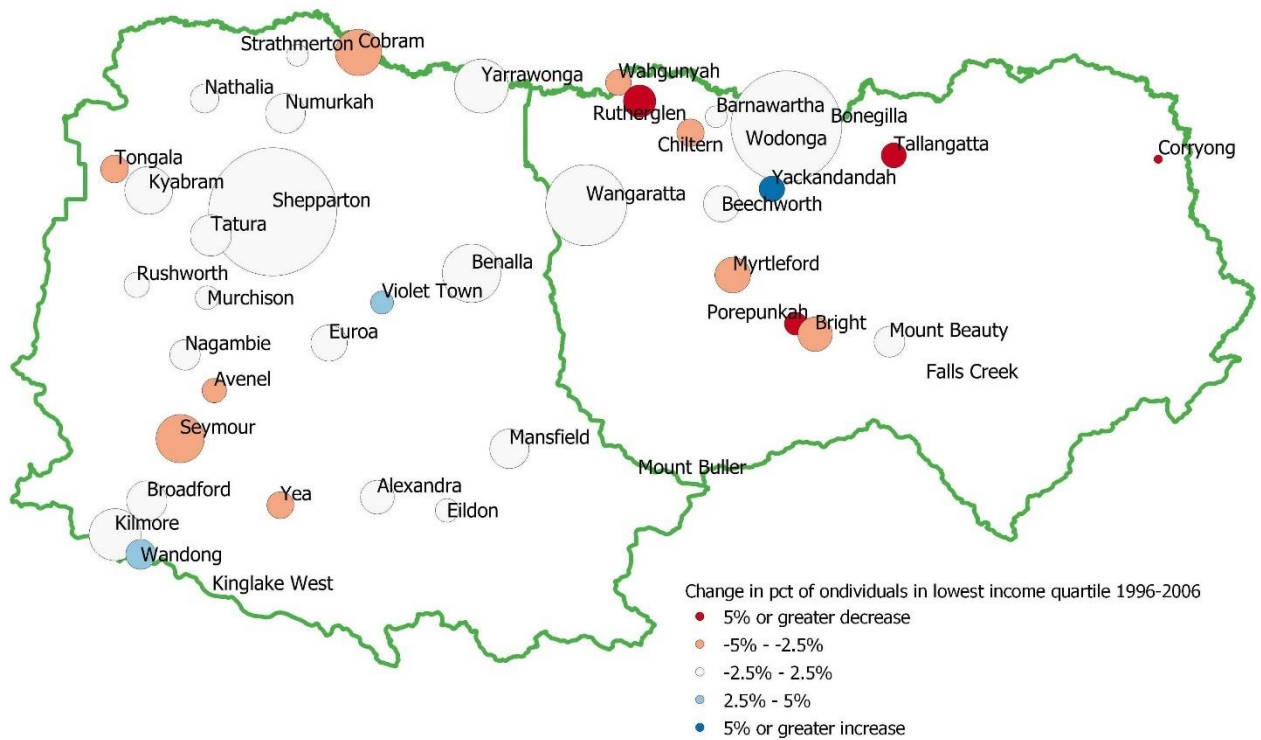 Strathmerton
Cobram
Nathalia
Numurkah
Yarrawonga
Wahgunyah
Rutherglen
Barnawartha
Bonegilla
Chiltern
Wodonga
Tallangatta
Corryong
Tongala
Kyabram
Shepparton
Wangaratta
Yackandandah
Beechworth
Tatura
Benalla
Myrtleford
Rushworth
Murchison
Violet Town
Porepunkah
Bright
Mount Beauty
Nagambie
Euroa
Falls Creek
Avenel
Seymour
Mansfield
Mount Buller
Broadford
Yea
Alexandra
Eildon
Kilmore
Wandong
Kinglake West
Change in pct of ondividuals in lowest income quartile 1996-2006
5% or greater decrease
-5% - -2.5%
-2.5% - 2.5%
2.5% - 5%
5% or greater increase